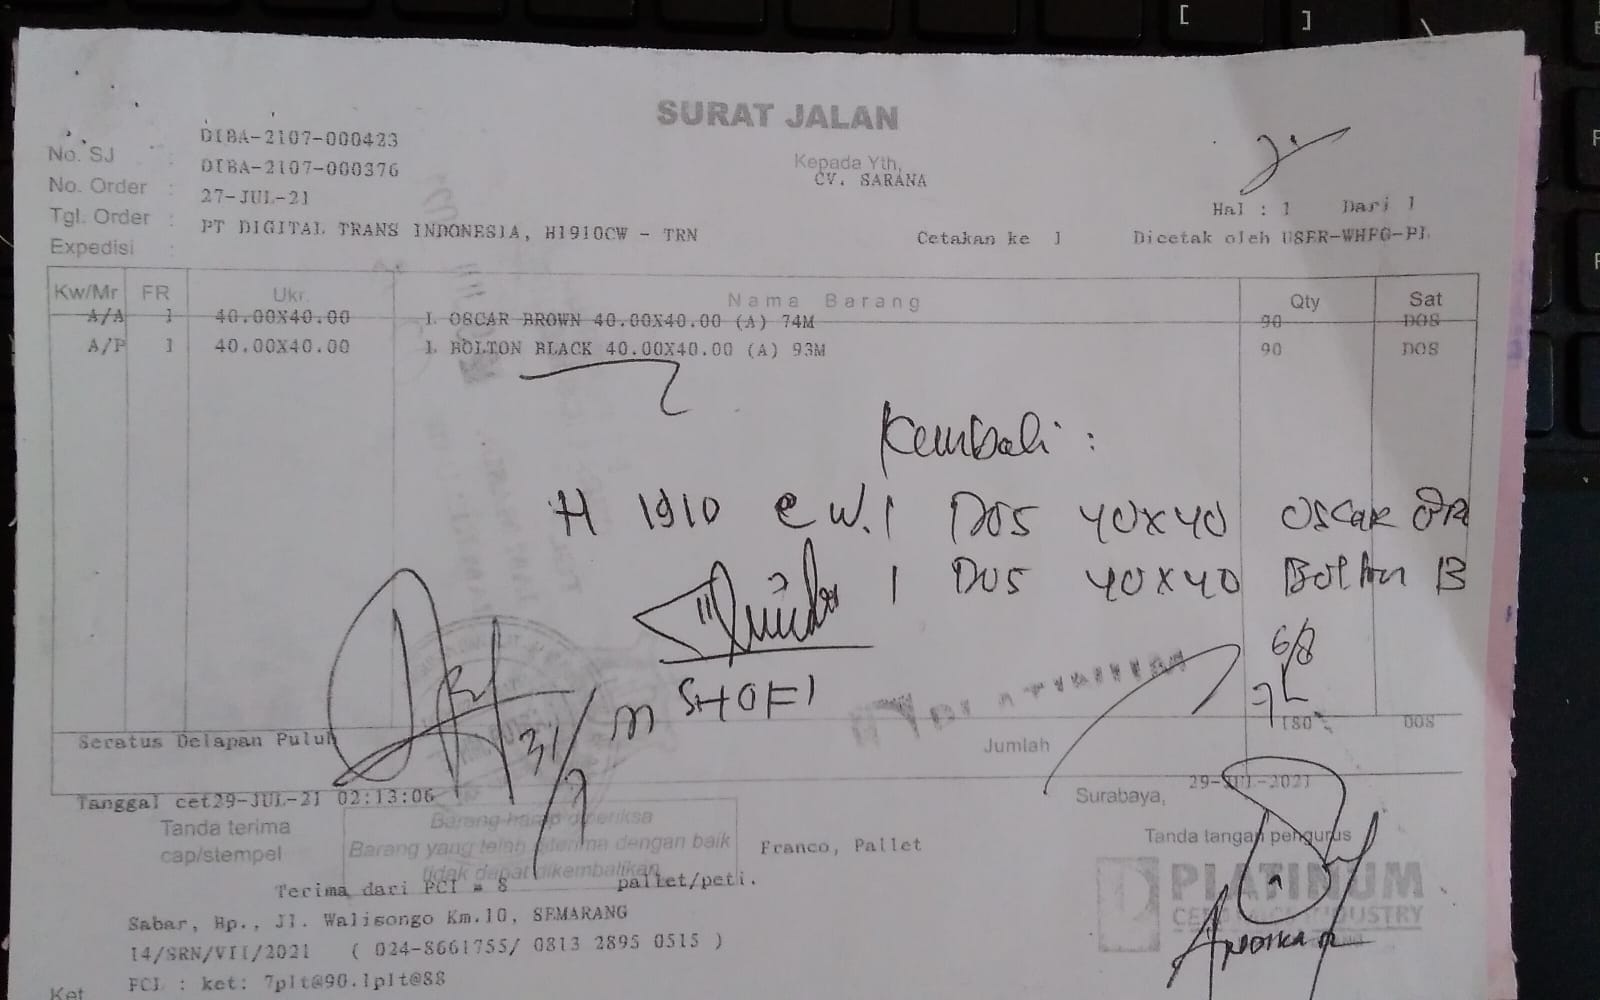 [ ]
SURAT JALAN
No. SJ : DIBA-2107-000423
No. Order : DIBA-2107-000376
Tgl. Order : 27-JUL-21
Expedisi : PT DIGITAL TRANS INDONESIA, H1910CW - TRN
Kepada Yth,
CV. SARANA
Hal : 1 Dari 1
Cetakan ke 1 Dicetak oleh USER-WHFG-PI
Kw/Mr FR Ukr. Nama Barang Qty Sat
A/A 1 40.00X40.00 1. OSCAR BROWN 40.00X40.00 (A) 74M 90 DOS
A/P 1 40.00X40.00 1. BOLTON BLACK 40.00X40.00 (A) 93M 90 DOS
Kembali :
H 1910 CW. 1 DOS 40x40 Oscar BR
1 DOS 40x40 Bolton B
6/8
SHOFI
31/7
Seratus Delapan Puluh Jumlah 180 DOS
Tanggal cet29-JUL-21 02:13:06
Surabaya, 29-JUL-2021
Tanda terima
cap/stempel
Barang harap diperiksa
Barang yang telah diterima dengan baik
tidak dapat dikembalikan
Franco, Pallet
Tanda tangan pengurus
Terima dari PCI = 8 pallet/peti.
PLATINUM
CERAMICS INDUSTRY
Sabar, Bp., Jl. Walisongo Km.10, SEMARANG
14/SRN/VII/2021 ( 024-8661755/ 0813 2895 0515 )
Ket FCL : ket: 7plt@90.1plt@88